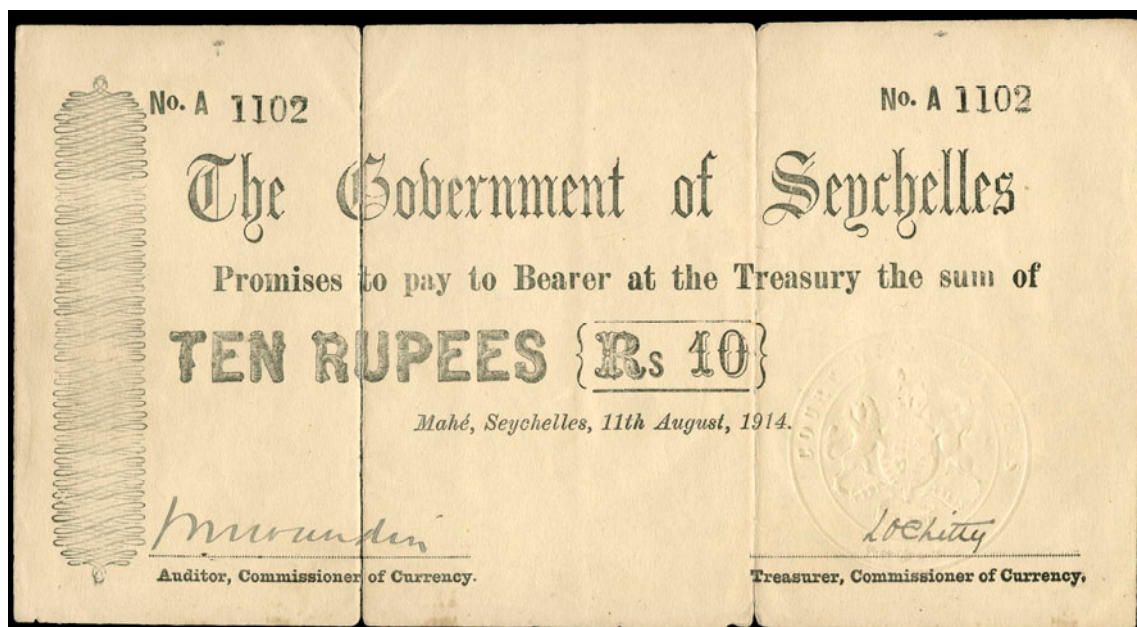 No. A 1102 No. A 1102
The Government of Seychelles
Promises to pay to Bearer at the Treasury the sum of
TEN RUPEES {Rs 10}
Mahé, Seychelles, 11th August, 1914.
LOChitty
Auditor, Commissioner of Currency. Treasurer, Commissioner of Currency.